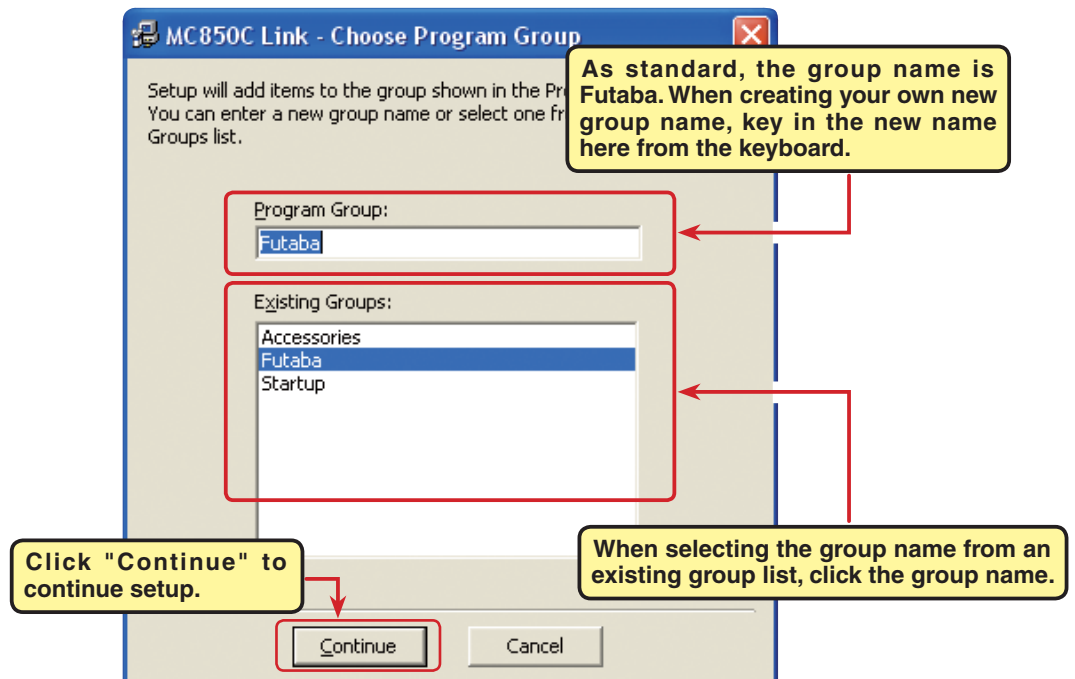 MC850C Link - Choose Program Group
Setup will add items to the group shown in the
You can enter a new group name or select one
Groups list.
As standard, the group name is
Futaba. When creating your own new
group name, key in the new name
here from the keyboard.
Program Group:
Futaba
Existing Groups:
Accessories
Futaba
Startup
When selecting the group name from an
existing group list, click the group name.
Click "Continue" to
continue setup.
Continue
Cancel